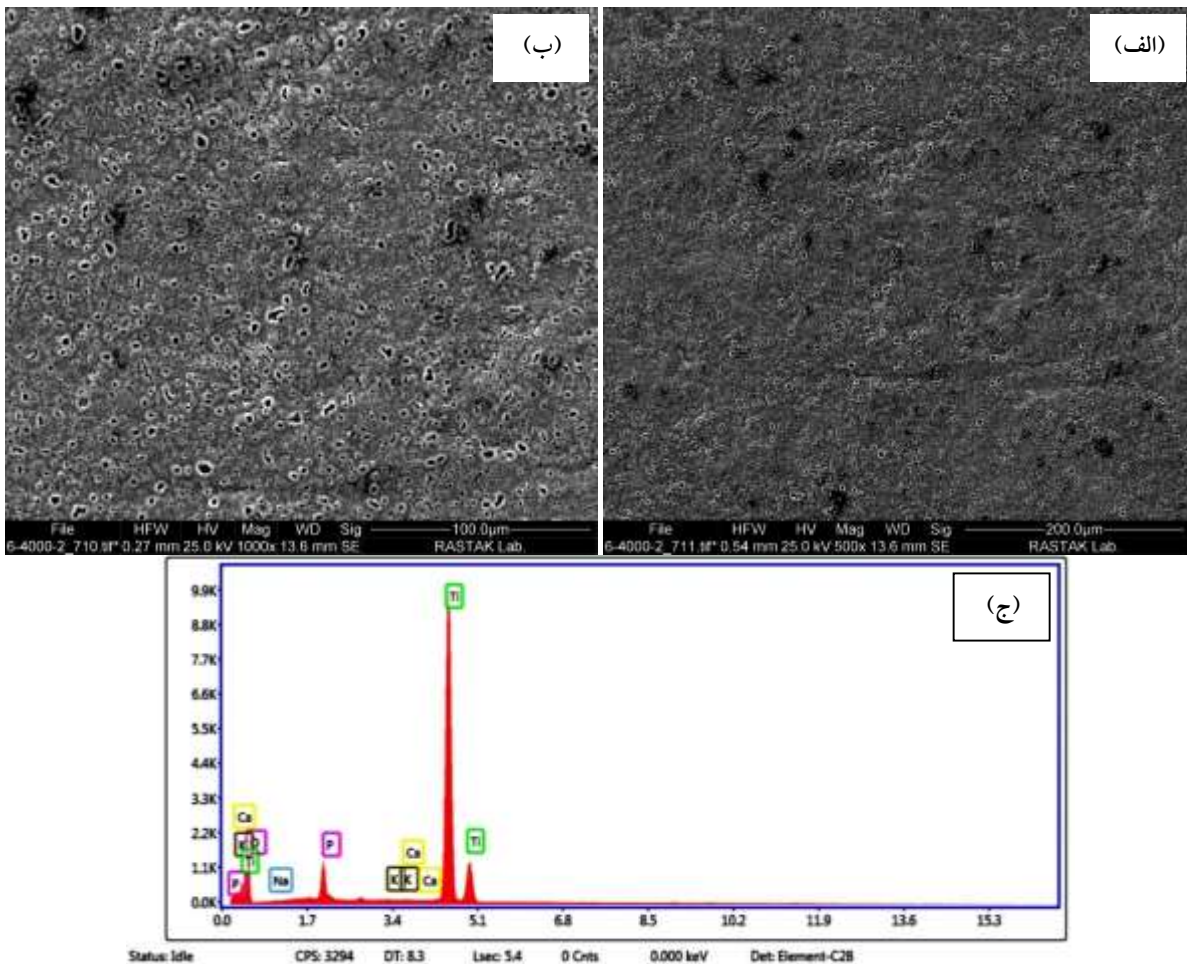 (ب)
(الف)
File HFW HV Mag WD Sig 100.0µm
6-4000-2_710.tif* 0.27 mm 25.0 kV 1000x 13.6 mm SE RASTAK Lab.
File HFW HV Mag WD Sig 200.0µm
6-4000-2_711.tif* 0.54 mm 25.0 kV 500x 13.6 mm SE RASTAK Lab.
(ج)
9.9K
8.8K
7.7K
6.6K
5.5K
4.4K
3.3K
2.2K
1.1K
0.0K
Ti
Ca
K
Ti
P
Na
P
K K
Ca
Ca
Ti
0.0 1.7 3.4 5.1 6.8 8.5 10.2 11.9 13.6 15.3
Status: Idle CPS: 3294 DT: 8.3 Lsec: 5.4 0 Cnts 0.000 keV Det: Element-C2B